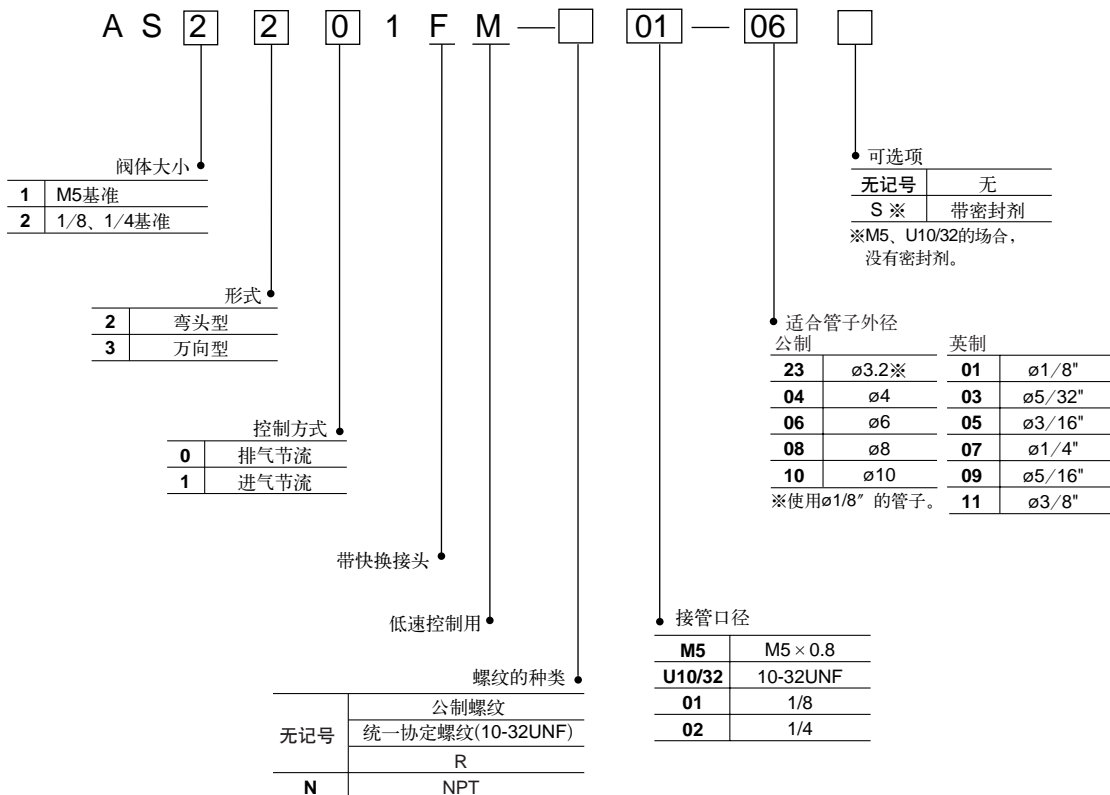 A S 2 2 0 1 F M — □ 01 — 06 □
阀体大小
1 M5基准
2 1/8、1/4基准
形式
2 弯头型
3 万向型
控制方式
0 排气节流
1 进气节流
带快换接头
低速控制用
螺纹的种类
无记号 公制螺纹
统一协定螺纹(10-32UNF)
R
N NPT
接管口径
M5 M5×0.8
U10/32 10-32UNF
01 1/8
02 1/4
适合管子外径
公制
23 ø3.2※
04 ø4
06 ø6
08 ø8
10 ø10
※使用ø1/8″的管子。
英制
01 ø1/8"
03 ø5/32"
05 ø3/16"
07 ø1/4"
09 ø5/16"
11 ø3/8"
可选项
无记号 无
S ※ 带密封剂
※M5、U10/32的场合，
没有密封剂。